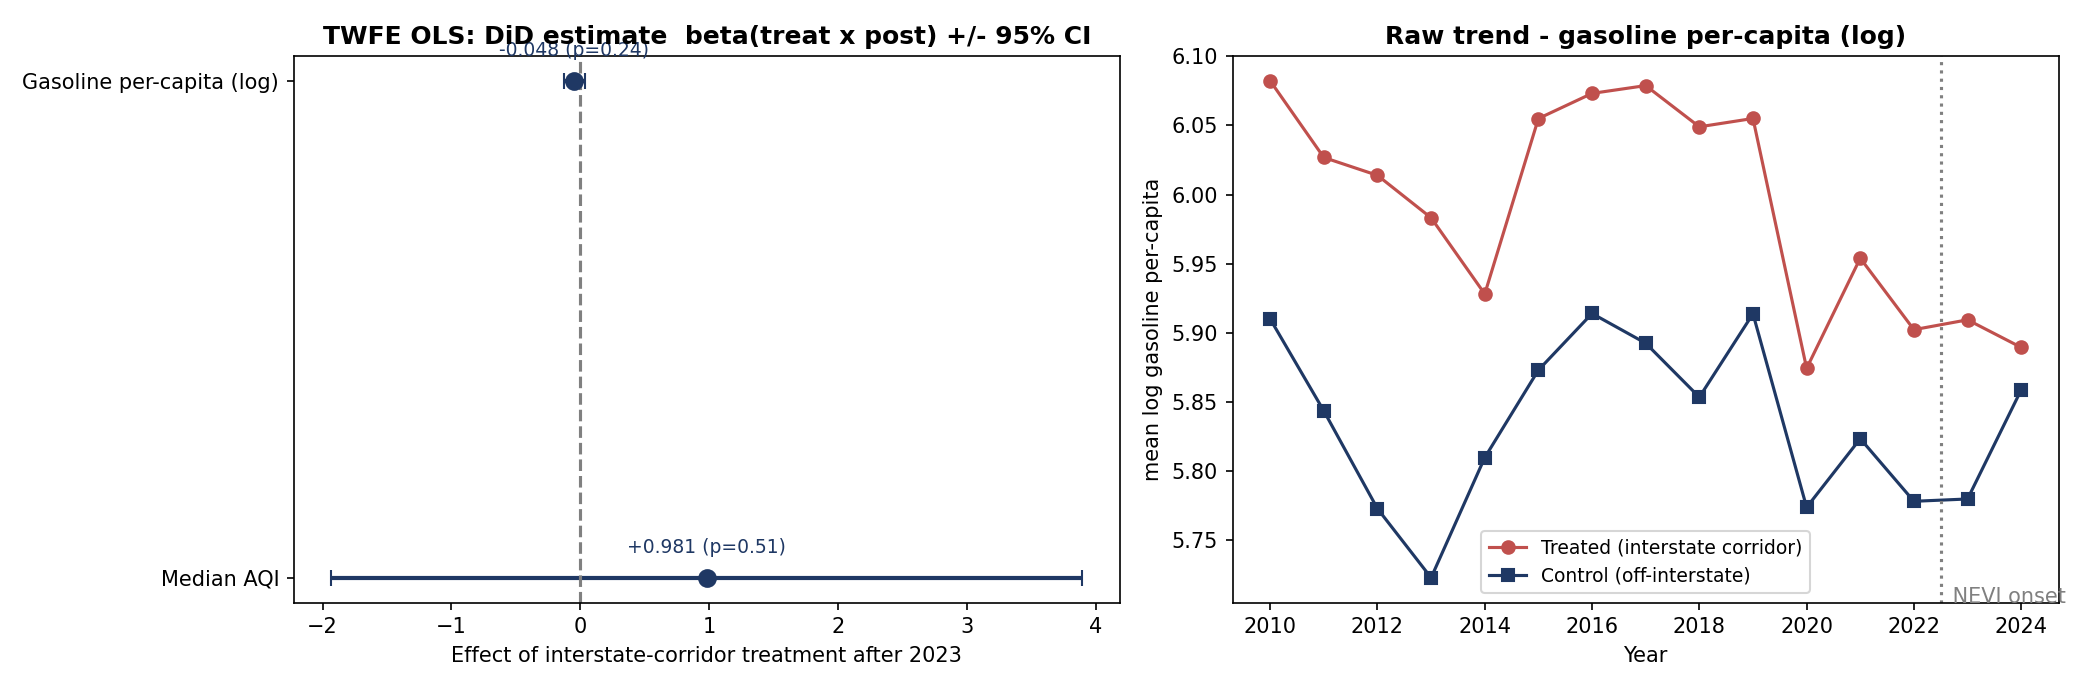 TWFE OLS: DiD estimate  beta(treat x post) +/- 95% CI
-0.048 (p=0.24)
Gasoline per-capita (log)
+0.981 (p=0.51)
Median AQI
−2 −1 0 1 2 3 4
Effect of interstate-corridor treatment after 2023
Raw trend - gasoline per-capita (log)
6.10
6.05
6.00
5.95
5.90
5.85
5.80
5.75
mean log gasoline per-capita
Treated (interstate corridor)
Control (off-interstate)
NEVI onset
2010 2012 2014 2016 2018 2020 2022 2024
Year